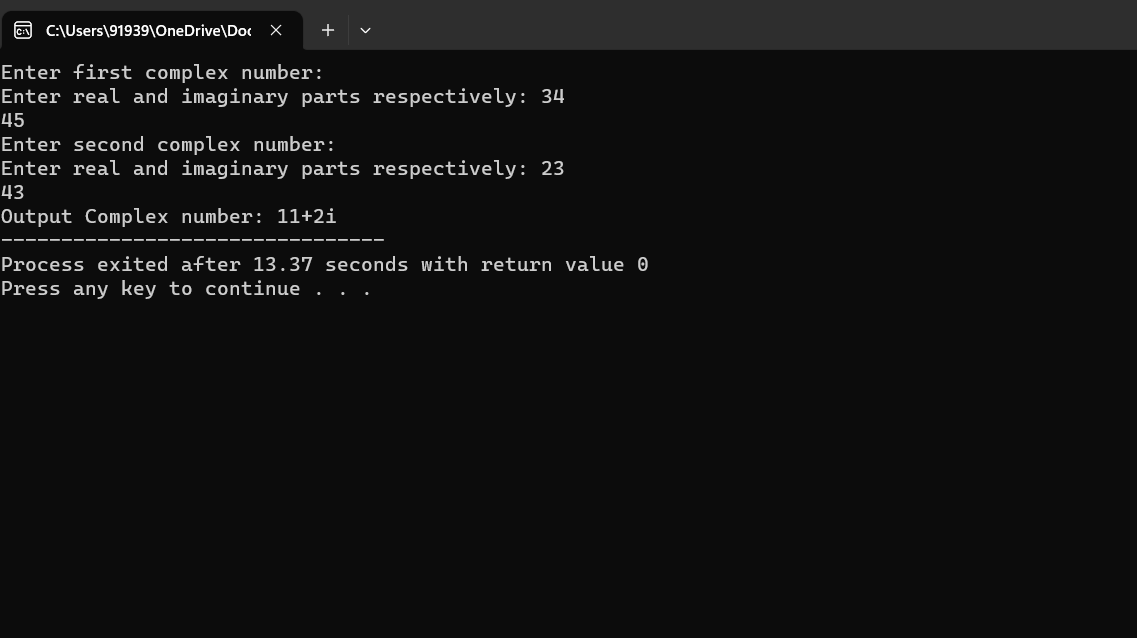 C:\Users\91939\OneDrive\Doc
Enter first complex number:
Enter real and imaginary parts respectively: 34
45
Enter second complex number:
Enter real and imaginary parts respectively: 23
43
Output Complex number: 11+2i
--------------------------------
Process exited after 13.37 seconds with return value 0
Press any key to continue . . .